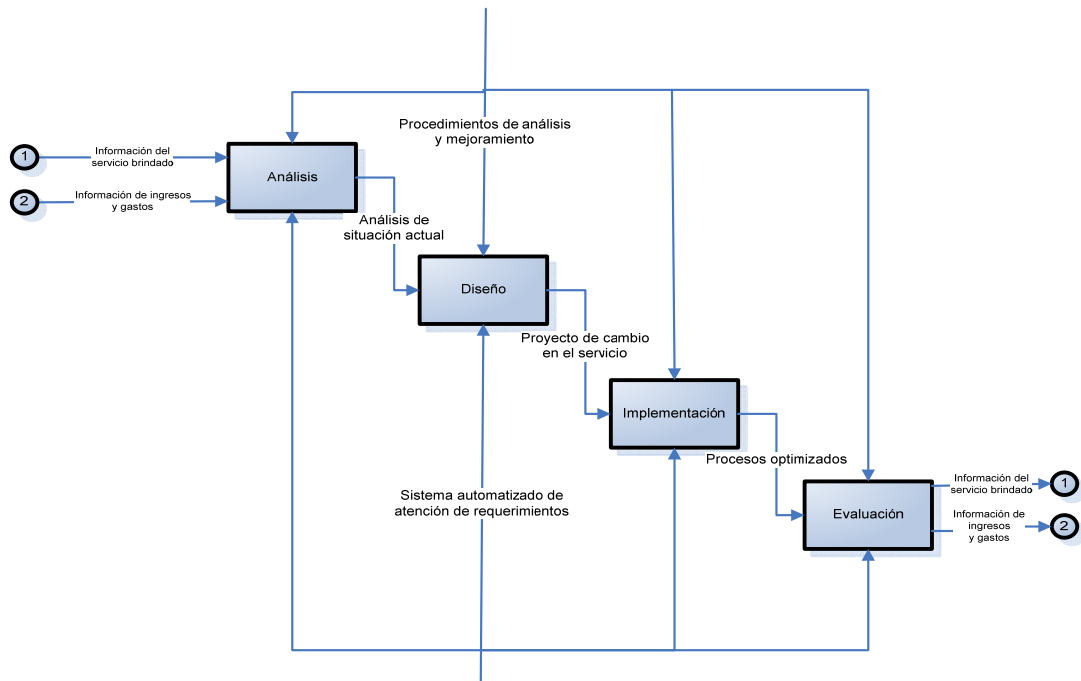 Procedimientos de análisis
y mejoramiento
1
Información del
servicio brindado
Análisis
2
Información de ingresos
y gastos
Análisis de
situación actual
Diseño
Proyecto de cambio
en el servicio
Implementación
Procesos optimizados
Sistema automatizado de
atención de requerimientos
Evaluación
Información del
servicio brindado
1
Información de
ingresos
y gastos
2